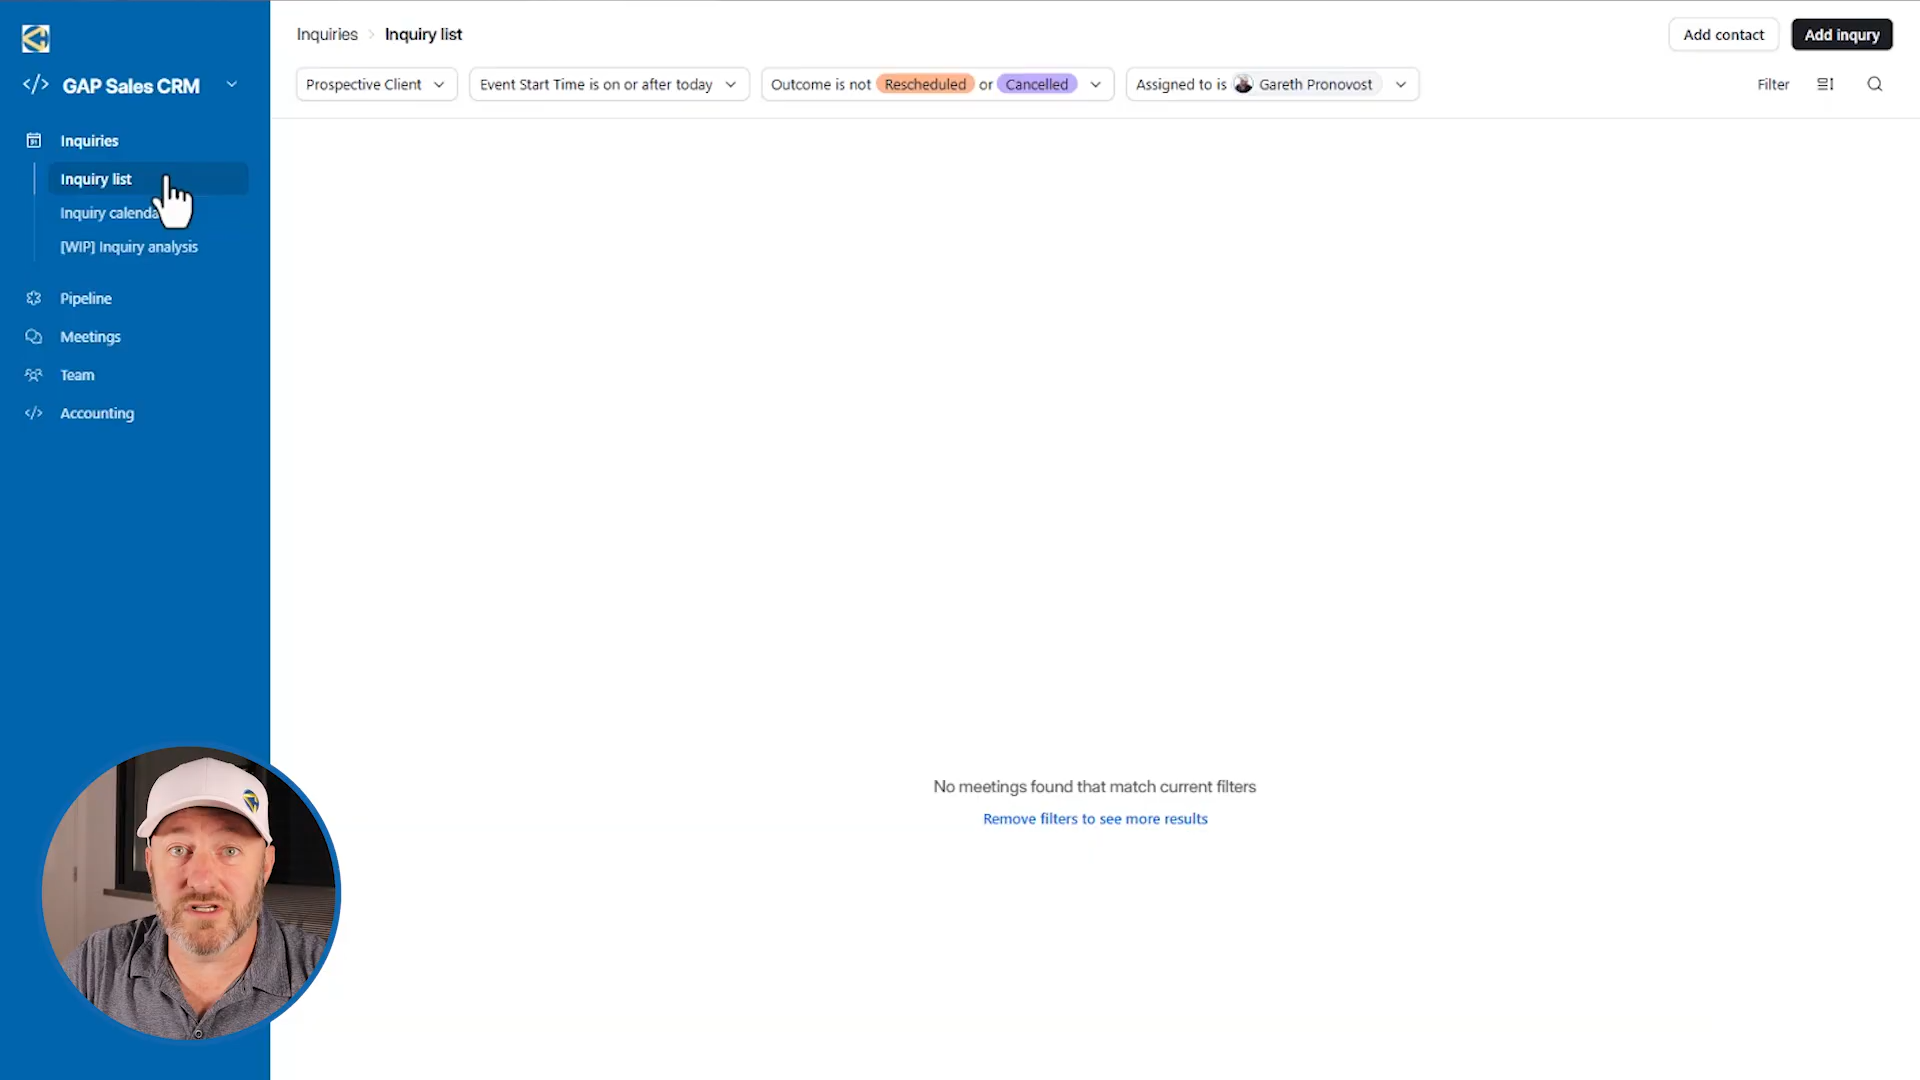 GAP Sales CRM
Inquiries
Inquiry list
Inquiry calenda
[WIP] Inquiry analysis
Pipeline
Meetings
Team
Accounting
Inquiries Inquiry list
Add contact
Add inqury
Prospective Client
Event Start Time is on or after today
Outcome is not Rescheduled or Cancelled
Assigned to is Gareth Pronovost
Filter
No meetings found that match current filters
Remove filters to see more results